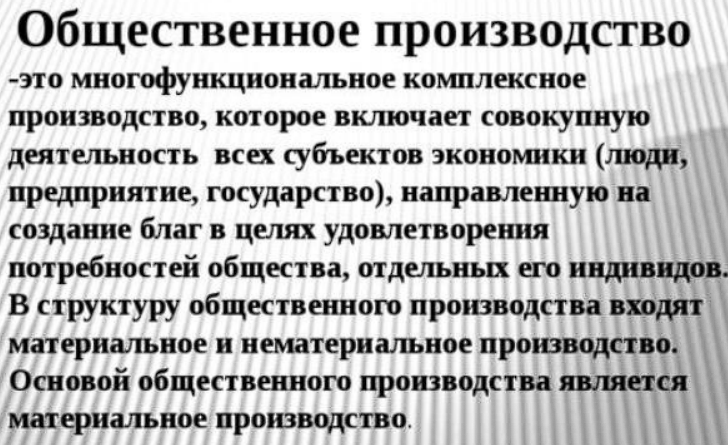 Общественное производство
-это многофункциональное комплексное
производство, которое включает совокупную
деятельность всех субъектов экономики (люди,
предприятие, государство), направленную на
создание благ в целях удовлетворения
потребностей общества, отдельных его индивидов.
В структуру общественного производства входят
материальное и нематериальное производство.
Основой общественного производства является
материальное производство.